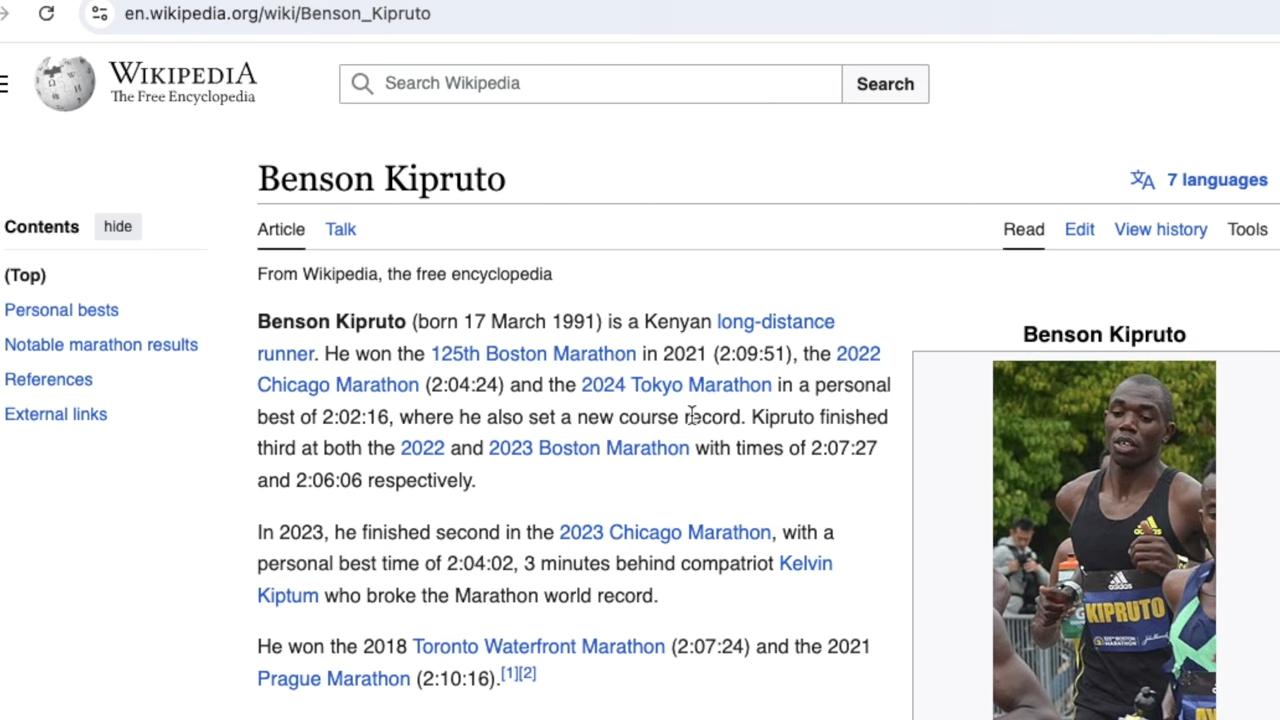 en.wikipedia.org/wiki/Benson_Kipruto
WIKIPEDIA
The Free Encyclopedia
Search Wikipedia
Search
Benson Kipruto
7 languages
Contents hide
Article Talk
Read Edit View history Tools
(Top)
From Wikipedia, the free encyclopedia
Personal bests
Notable marathon results
References
External links
Benson Kipruto (born 17 March 1991) is a Kenyan long-distance
runner. He won the 125th Boston Marathon in 2021 (2:09:51), the 2022
Chicago Marathon (2:04:24) and the 2024 Tokyo Marathon in a personal
best of 2:02:16, where he also set a new course record. Kipruto finished
third at both the 2022 and 2023 Boston Marathon with times of 2:07:27
and 2:06:06 respectively.
In 2023, he finished second in the 2023 Chicago Marathon, with a
personal best time of 2:04:02, 3 minutes behind compatriot Kelvin
Kiptum who broke the Marathon world record.
He won the 2018 Toronto Waterfront Marathon (2:07:24) and the 2021
Prague Marathon (2:10:16).[1][2]
Benson Kipruto
adidas
KIPRUTO